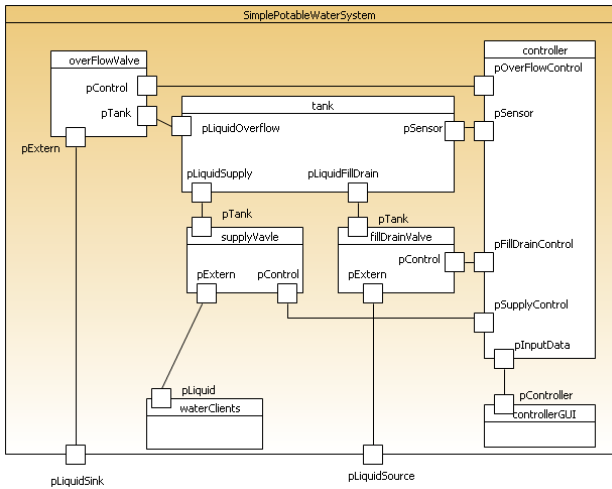 SimplePotableWaterSystem
overFlowValve
controller
pOverFlowControl
pControl
tank
pTank
pLiquidOverflow
pSensor
pSensor
pExtern
pLiquidSupply
pLiquidFillDrain
pTank
pTank
supplyVavle
fillDrainValve
pFillDrainControl
pControl
pExtern
pControl
pExtern
pSupplyControl
pInputData
pLiquid
pController
waterClients
controllerGUI
pLiquidSink
pLiquidSource